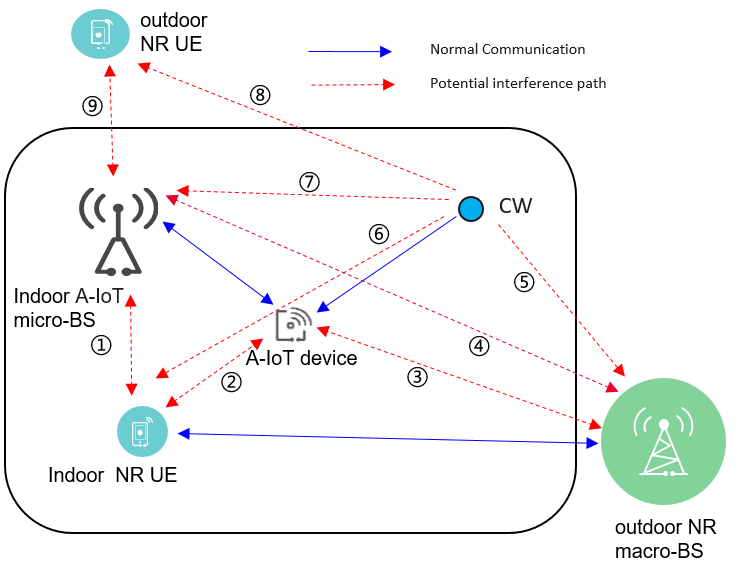 outdoor
NR UE
Normal Communication
Potential interference path
⑨
⑧
⑦
CW
⑥
⑤
Indoor A-IoT
micro-BS
①
A-IoT device
④
②
③
Indoor NR UE
outdoor NR
macro-BS